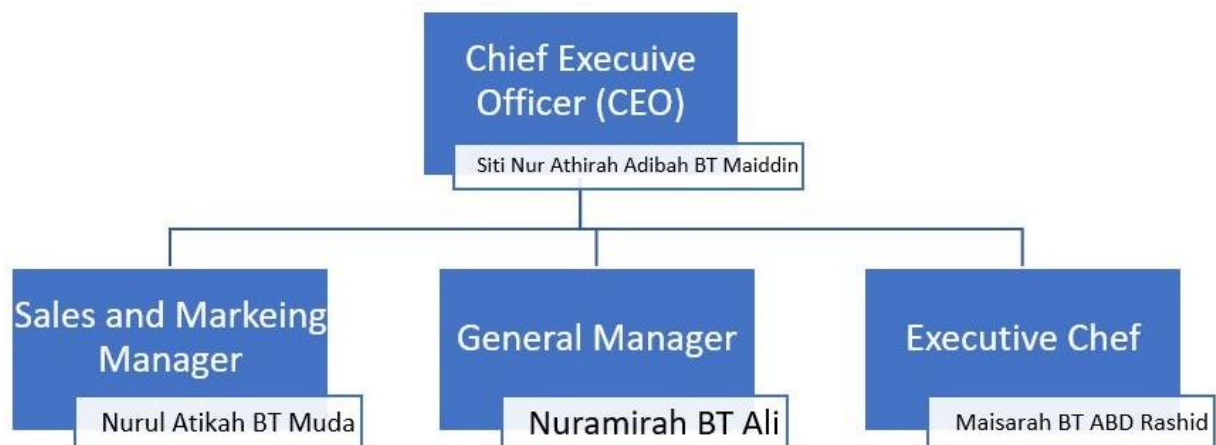 Chief Execuive
Officer (CEO)
Siti Nur Athirah Adibah BT Maiddin
Sales and Markeing
Manager
Nurul Atikah BT Muda
General Manager
Nuramirah BT Ali
Executive Chef
Maisarah BT ABD Rashid